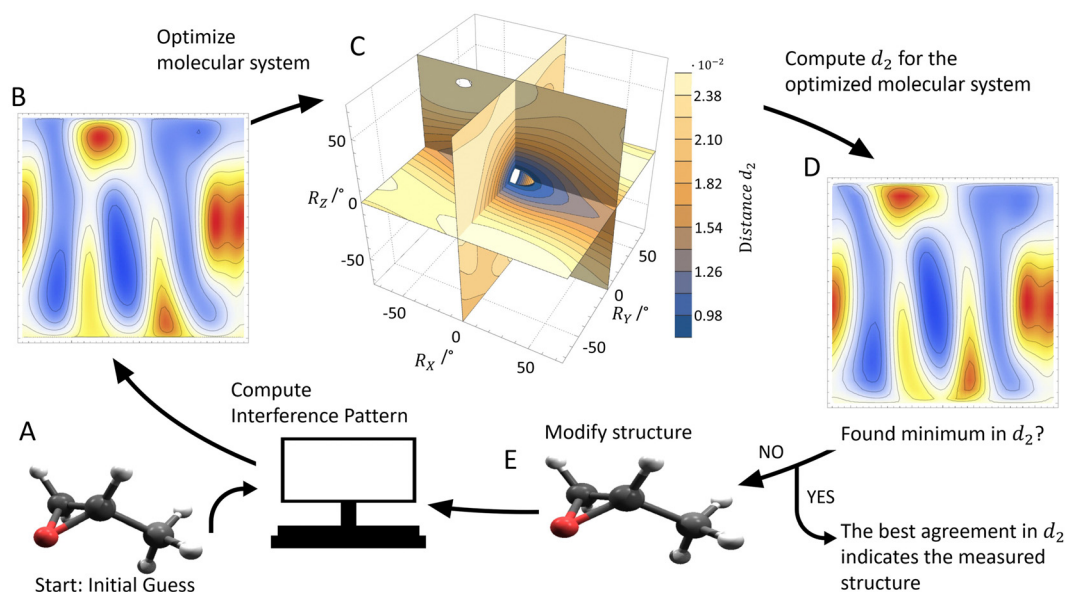 Optimize
molecular system
B
C
50
0
-50
R_Z /°
-50
0
50
R_X /°
50
0
-50
R_Y /°
· 10⁻²
2.38
2.10
1.82
1.54
1.26
0.98
Distance d₂
Compute d₂ for the
optimized molecular system
D
Compute
Interference Pattern
A
Start: Initial Guess
Modify structure
E
Found minimum in d₂?
NO
YES
The best agreement in d₂
indicates the measured
structure